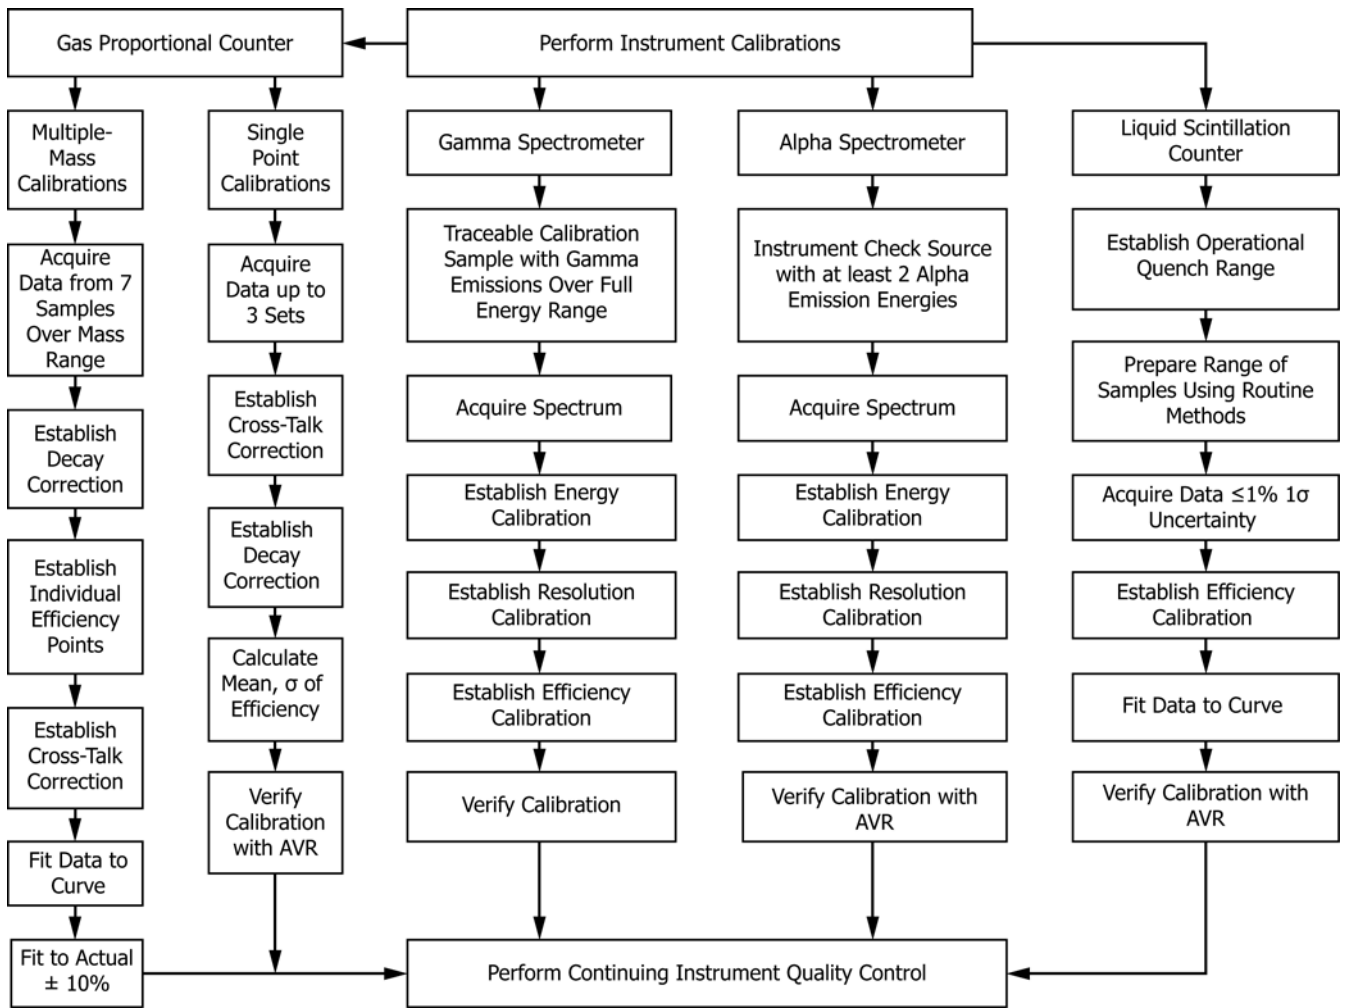 Gas Proportional Counter
Perform Instrument Calibrations
Multiple-
Mass
Calibrations
Single
Point
Calibrations
Gamma Spectrometer
Alpha Spectrometer
Liquid Scintillation
Counter
Acquire
Data from 7
Samples
Over Mass
Range
Acquire
Data up to
3 Sets
Traceable Calibration
Sample with Gamma
Emissions Over Full
Energy Range
Instrument Check Source
with at least 2 Alpha
Emission Energies
Establish Operational
Quench Range
Establish
Decay
Correction
Establish
Cross-Talk
Correction
Acquire Spectrum
Acquire Spectrum
Prepare Range of
Samples Using Routine
Methods
Establish
Individual
Efficiency
Points
Establish
Decay
Correction
Establish Energy
Calibration
Establish Energy
Calibration
Acquire Data ≤1% 1σ
Uncertainty
Establish Resolution
Calibration
Establish Resolution
Calibration
Establish Efficiency
Calibration
Establish
Cross-Talk
Correction
Calculate
Mean, σ of
Efficiency
Establish Efficiency
Calibration
Establish Efficiency
Calibration
Fit Data to Curve
Fit Data to
Curve
Verify
Calibration
with AVR
Verify Calibration
Verify Calibration with
AVR
Verify Calibration with
AVR
Fit to Actual
± 10%
Perform Continuing Instrument Quality Control